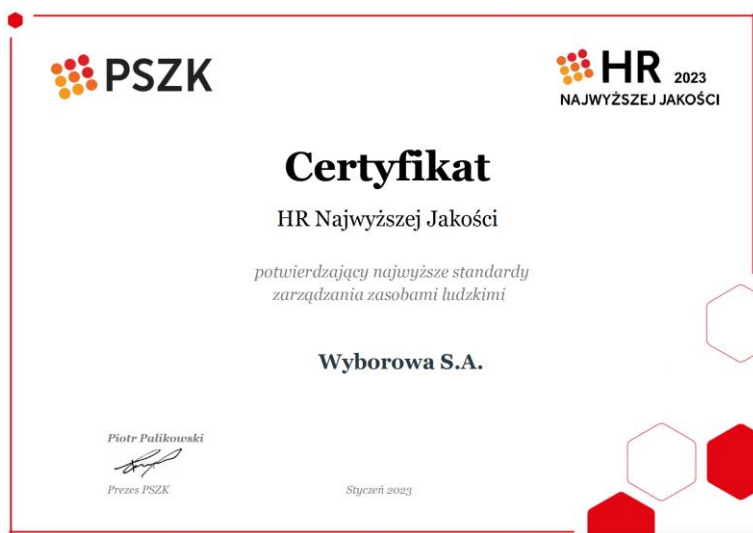 PSZK
HR 2023
NAJWYŻSZEJ JAKOŚCI
Certyfikat
HR Najwyższej Jakości
potwierdzający najwyższe standardy
zarządzania zasobami ludzkimi
Wyborowa S.A.
Piotr Palikowski
Prezes PSZK
Styczeń 2023